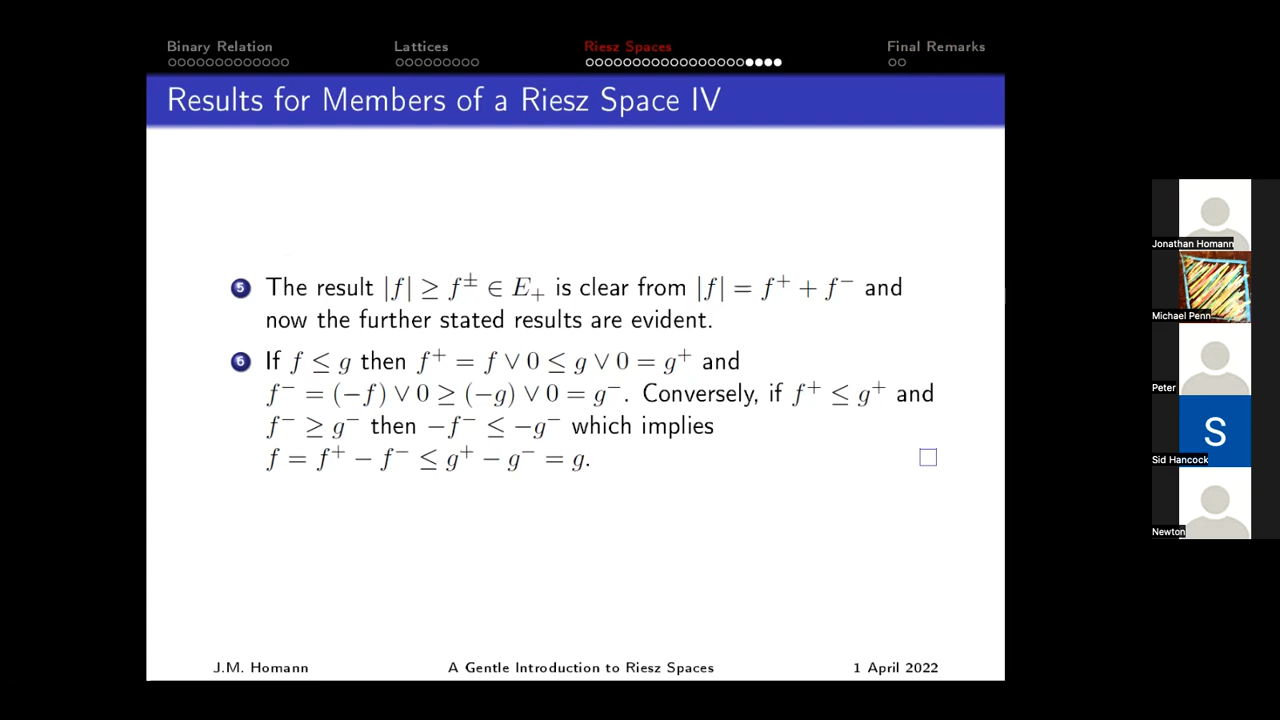 Binary Relation Lattices Riesz Spaces Final Remarks
Results for Members of a Riesz Space IV
5 The result |f| ≥ f± ∈ E₊ is clear from |f| = f⁺ + f⁻ and
now the further stated results are evident.
6 If f ≤ g then f⁺ = f ∨ 0 ≤ g ∨ 0 = g⁺ and
f⁻ = (−f) ∨ 0 ≥ (−g) ∨ 0 = g⁻. Conversely, if f⁺ ≤ g⁺ and
f⁻ ≥ g⁻ then −f⁻ ≤ −g⁻ which implies
f = f⁺ − f⁻ ≤ g⁺ − g⁻ = g.
J.M. Homann A Gentle Introduction to Riesz Spaces 1 April 2022
Jonathan Homann
Michael Penn
Peter
S
Sid Hancock
Newton